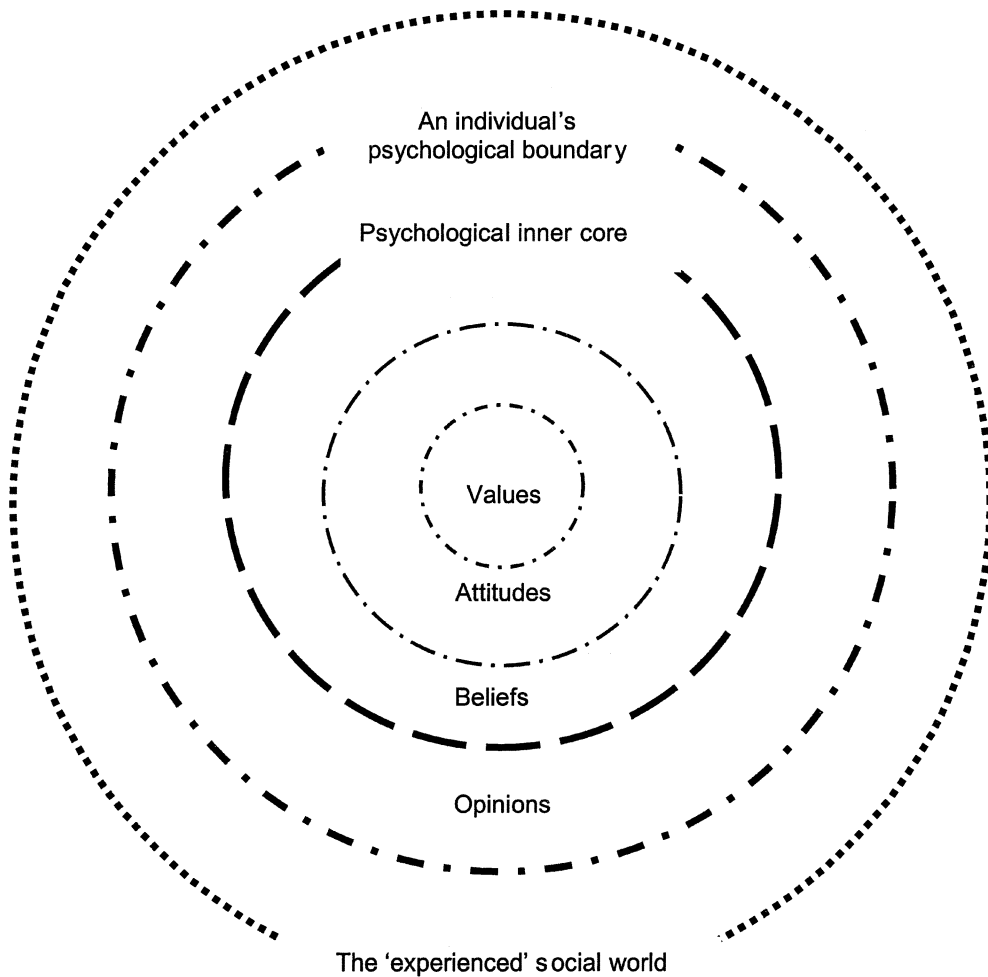 An individual's
psychological boundary
Psychological inner core
Values
Attitudes
Beliefs
Opinions
The ‘experienced’ social world